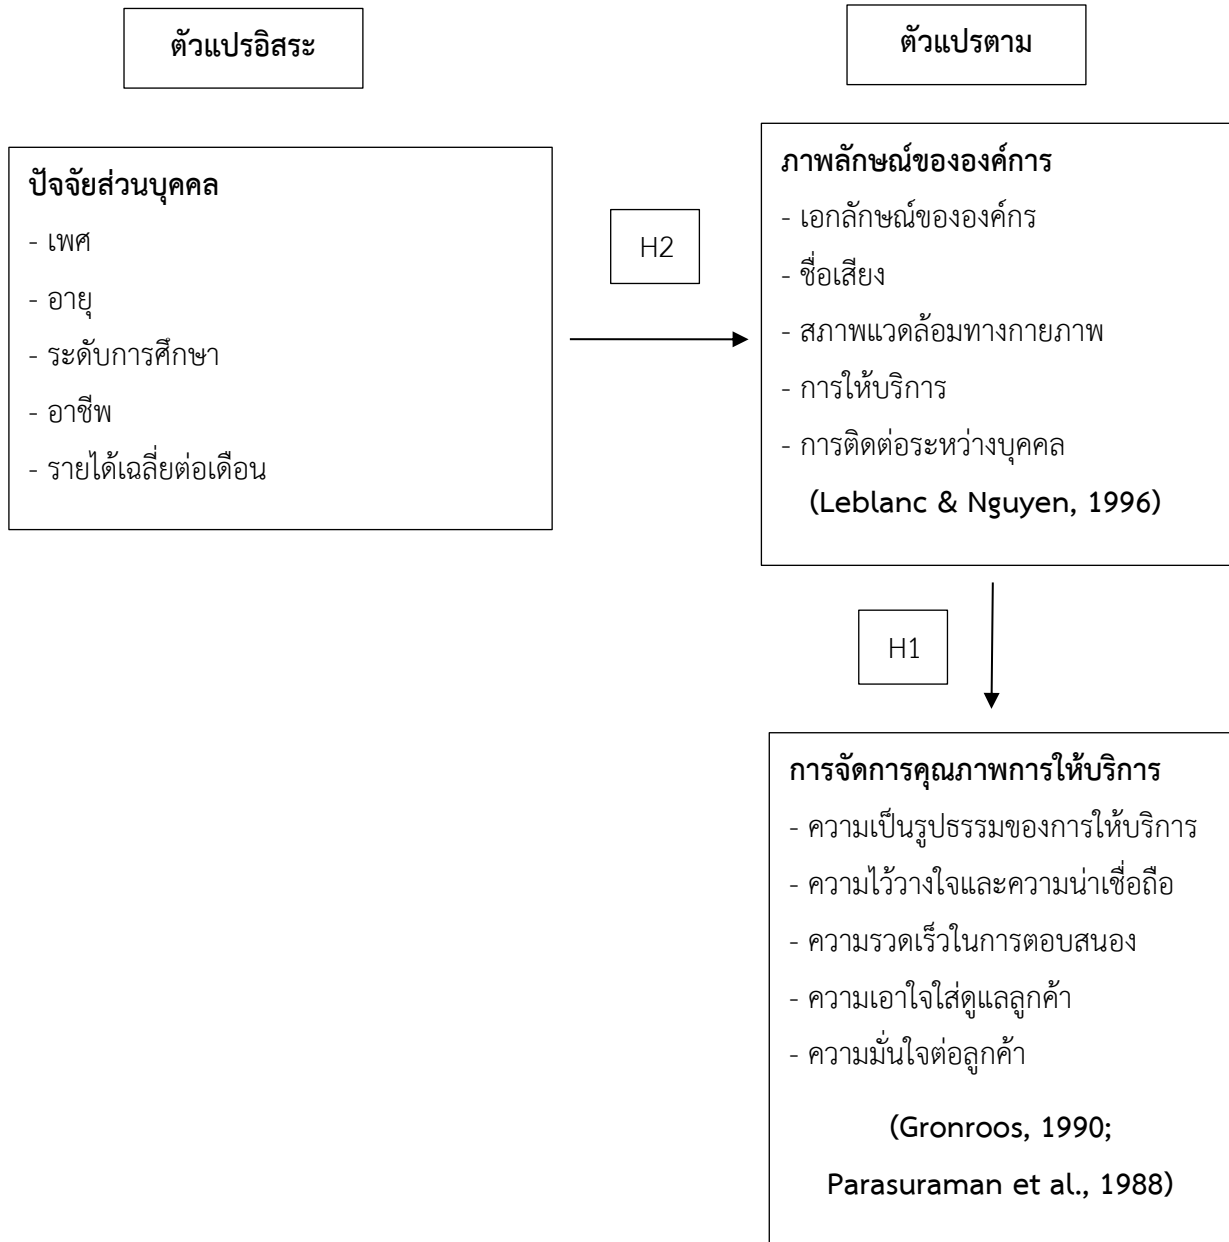 ตัวแปรอิสระ
ตัวแปรตาม
ปัจจัยส่วนบุคคล
- เพศ
- อายุ
- ระดับการศึกษา
- อาชีพ
- รายได้เฉลี่ยต่อเดือน
H2
ภาพลักษณ์ขององค์การ
- เอกลักษณ์ขององค์กร
- ชื่อเสียง
- สภาพแวดล้อมทางกายภาพ
- การให้บริการ
- การติดต่อระหว่างบุคคล
(Leblanc & Nguyen, 1996)
H1
การจัดการคุณภาพการให้บริการ
- ความเป็นรูปธรรมของการให้บริการ
- ความไว้วางใจและความน่าเชื่อถือ
- ความรวดเร็วในการตอบสนอง
- ความเอาใจใส่ดูแลลูกค้า
- ความมั่นใจต่อลูกค้า
(Gronroos, 1990;
Parasuraman et al., 1988)